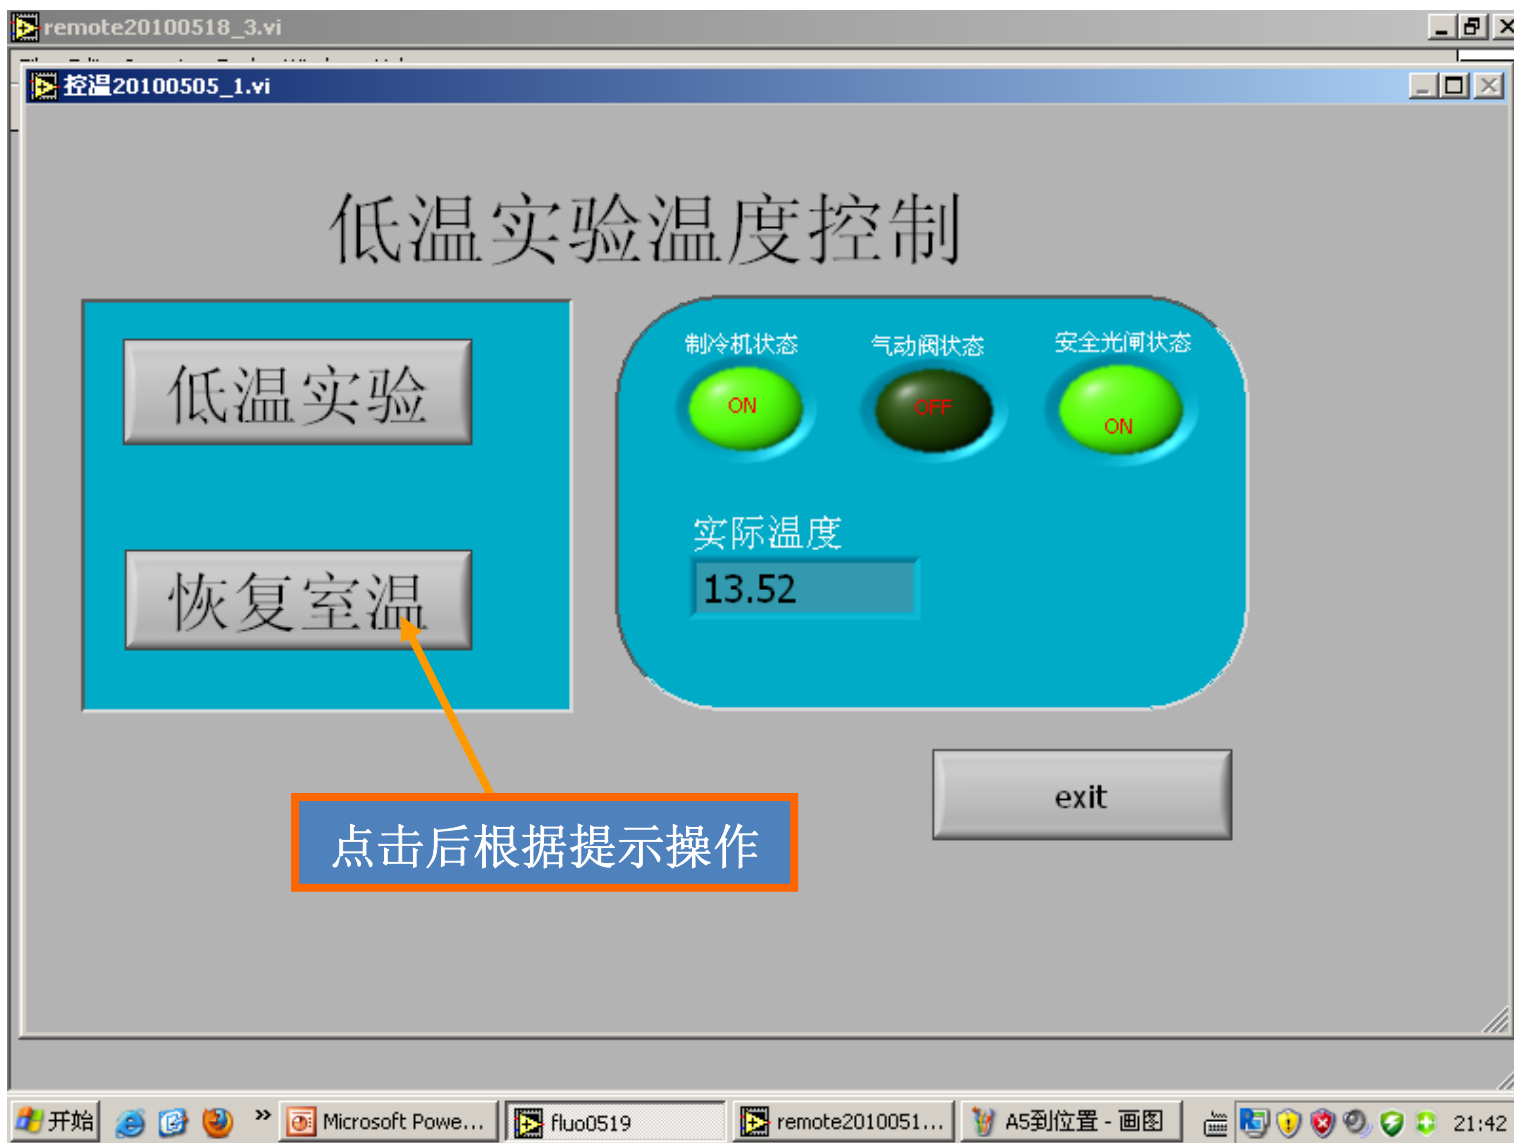 remote20100518_3.vi
控温20100505_1.vi
低温实验温度控制
低温实验
恢复室温
制冷机状态
气动阀状态
安全光闸状态
ON
OFF
ON
实际温度
13.52
点击后根据提示操作
exit
开始
»
Microsoft Powe...
fluo0519
remote2010051...
A5到位置 - 画图
21:42